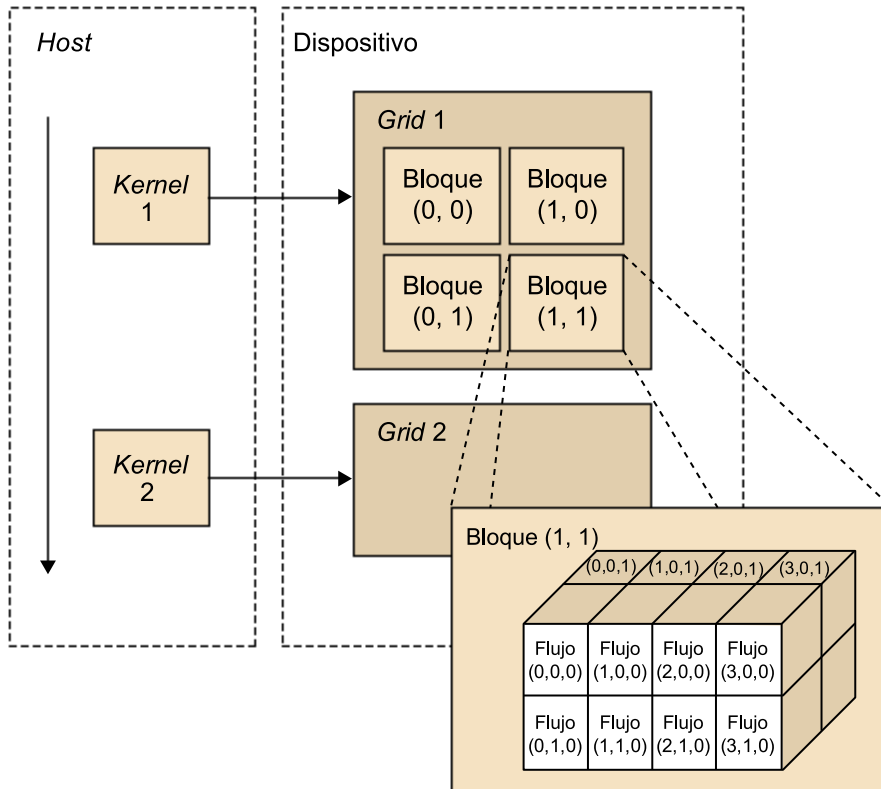 Host
Dispositivo
Grid 1
Kernel
1
Bloque
(0, 0)
Bloque
(1, 0)
Bloque
(0, 1)
Bloque
(1, 1)
Kernel
2
Grid 2
Bloque (1, 1)
(0,0,1)
(1,0,1)
(2,0,1)
(3,0,1)
Flujo
(0,0,0)
Flujo
(1,0,0)
Flujo
(2,0,0)
Flujo
(3,0,0)
Flujo
(0,1,0)
Flujo
(1,1,0)
Flujo
(2,1,0)
Flujo
(3,1,0)